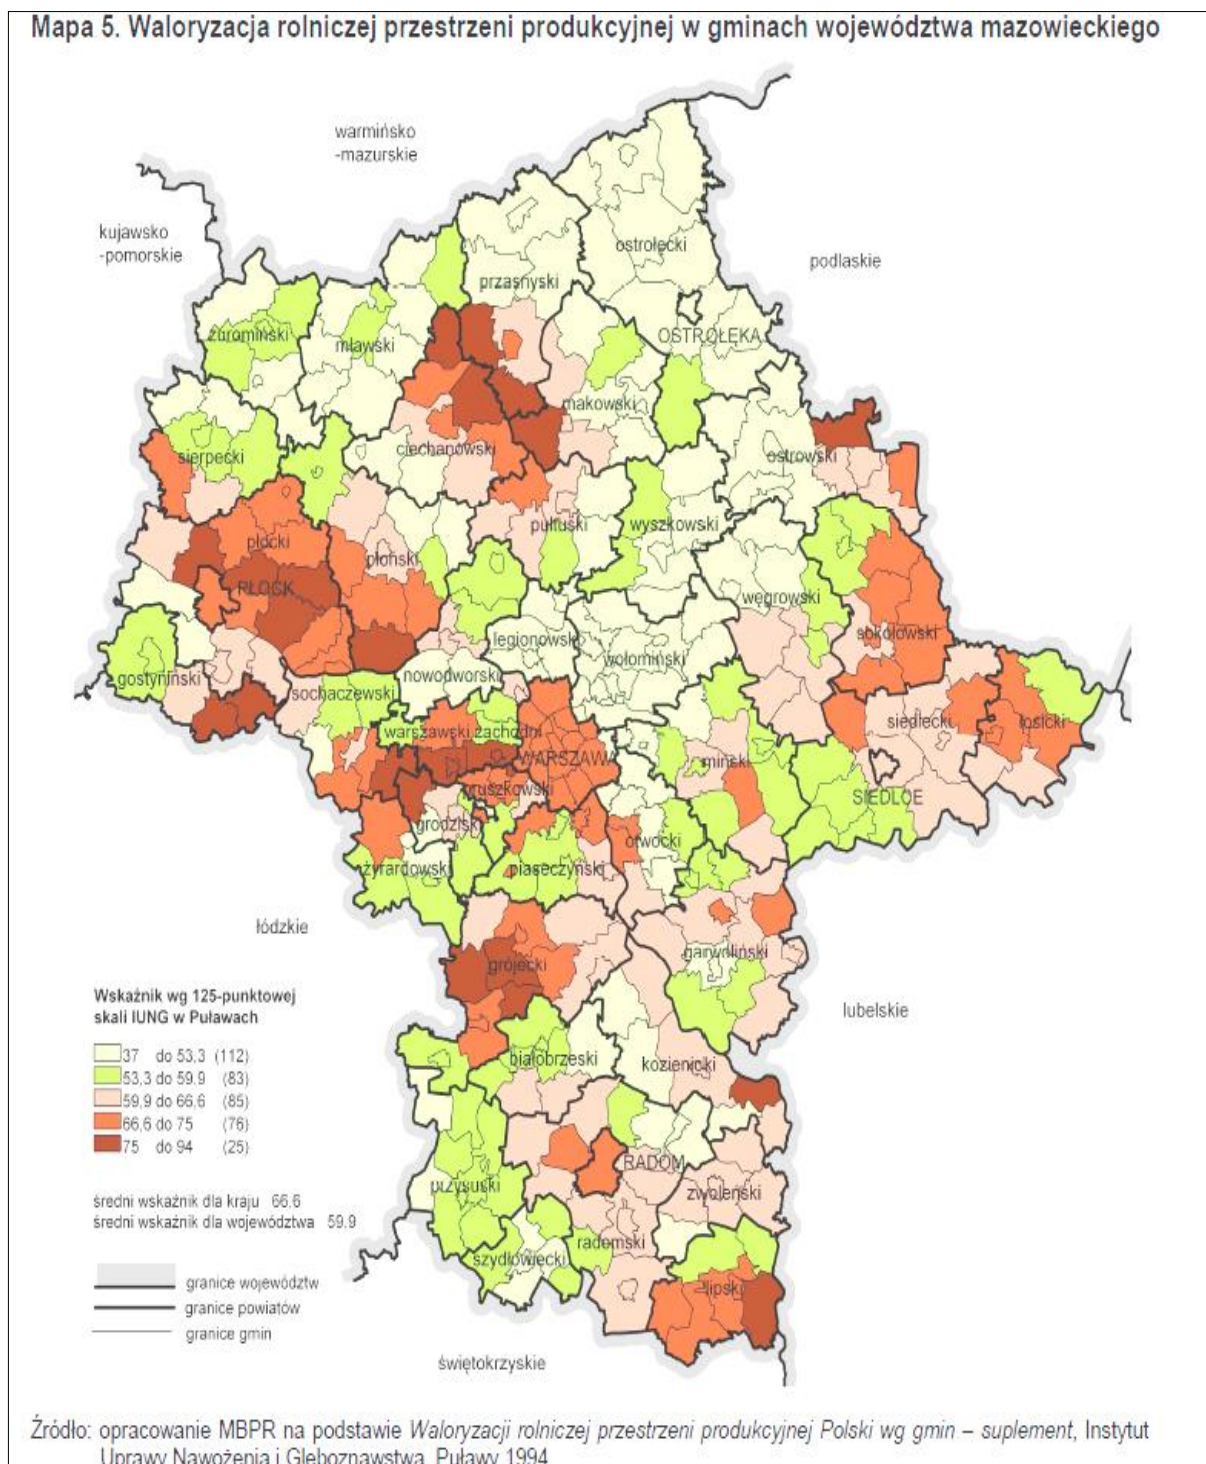 Mapa 5. Waloryzacja rolniczej przestrzeni produkcyjnej w gminach województwa mazowieckiego
warmińsko
-mazurskie
kujawsko
-pomorskie
podlaskie
ostrołęcki
przasnyski
żuromiński
mławski
OSTROŁĘKA
makowski
ciechanowski
sierpecki
ostrowski
płocki
płoński
pułtuski
wyszkowski
PŁOCK
węgrowski
legionowski
wołomiński
sokołowski
gostyniński
nowodworski
sochaczewski
siedlecki
łosicki
warszawski zachodni
WARSZAWA
miński
pruszkowski
SIEDLCE
grodziski
otwocki
żyrardowski
piaseczyński
łódzkie
garwoliński
grójecki
lubelskie
białobrzeski
kozienicki
RADOM
przysuski
zwoleński
radomski
szydłowiecki
lipski
świętokrzyskie
Wskaźnik wg 125-punktowej
skali IUNG w Puławach
37 do 53,3 (112)
53,3 do 59.9 (83)
59,9 do 66,6 (85)
66,6 do 75 (76)
75 do 94 (25)
średni wskaźnik dla kraju 66,6
średni wskaźnik dla województwa 59.9
granice województw
granice powiatów
granice gmin
Źródło: opracowanie MBPR na podstawie Waloryzacji rolniczej przestrzeni produkcyjnej Polski wg gmin – suplement, Instytut
Uprawy Nawożenia i Gleboznawstwa, Puławy 1994